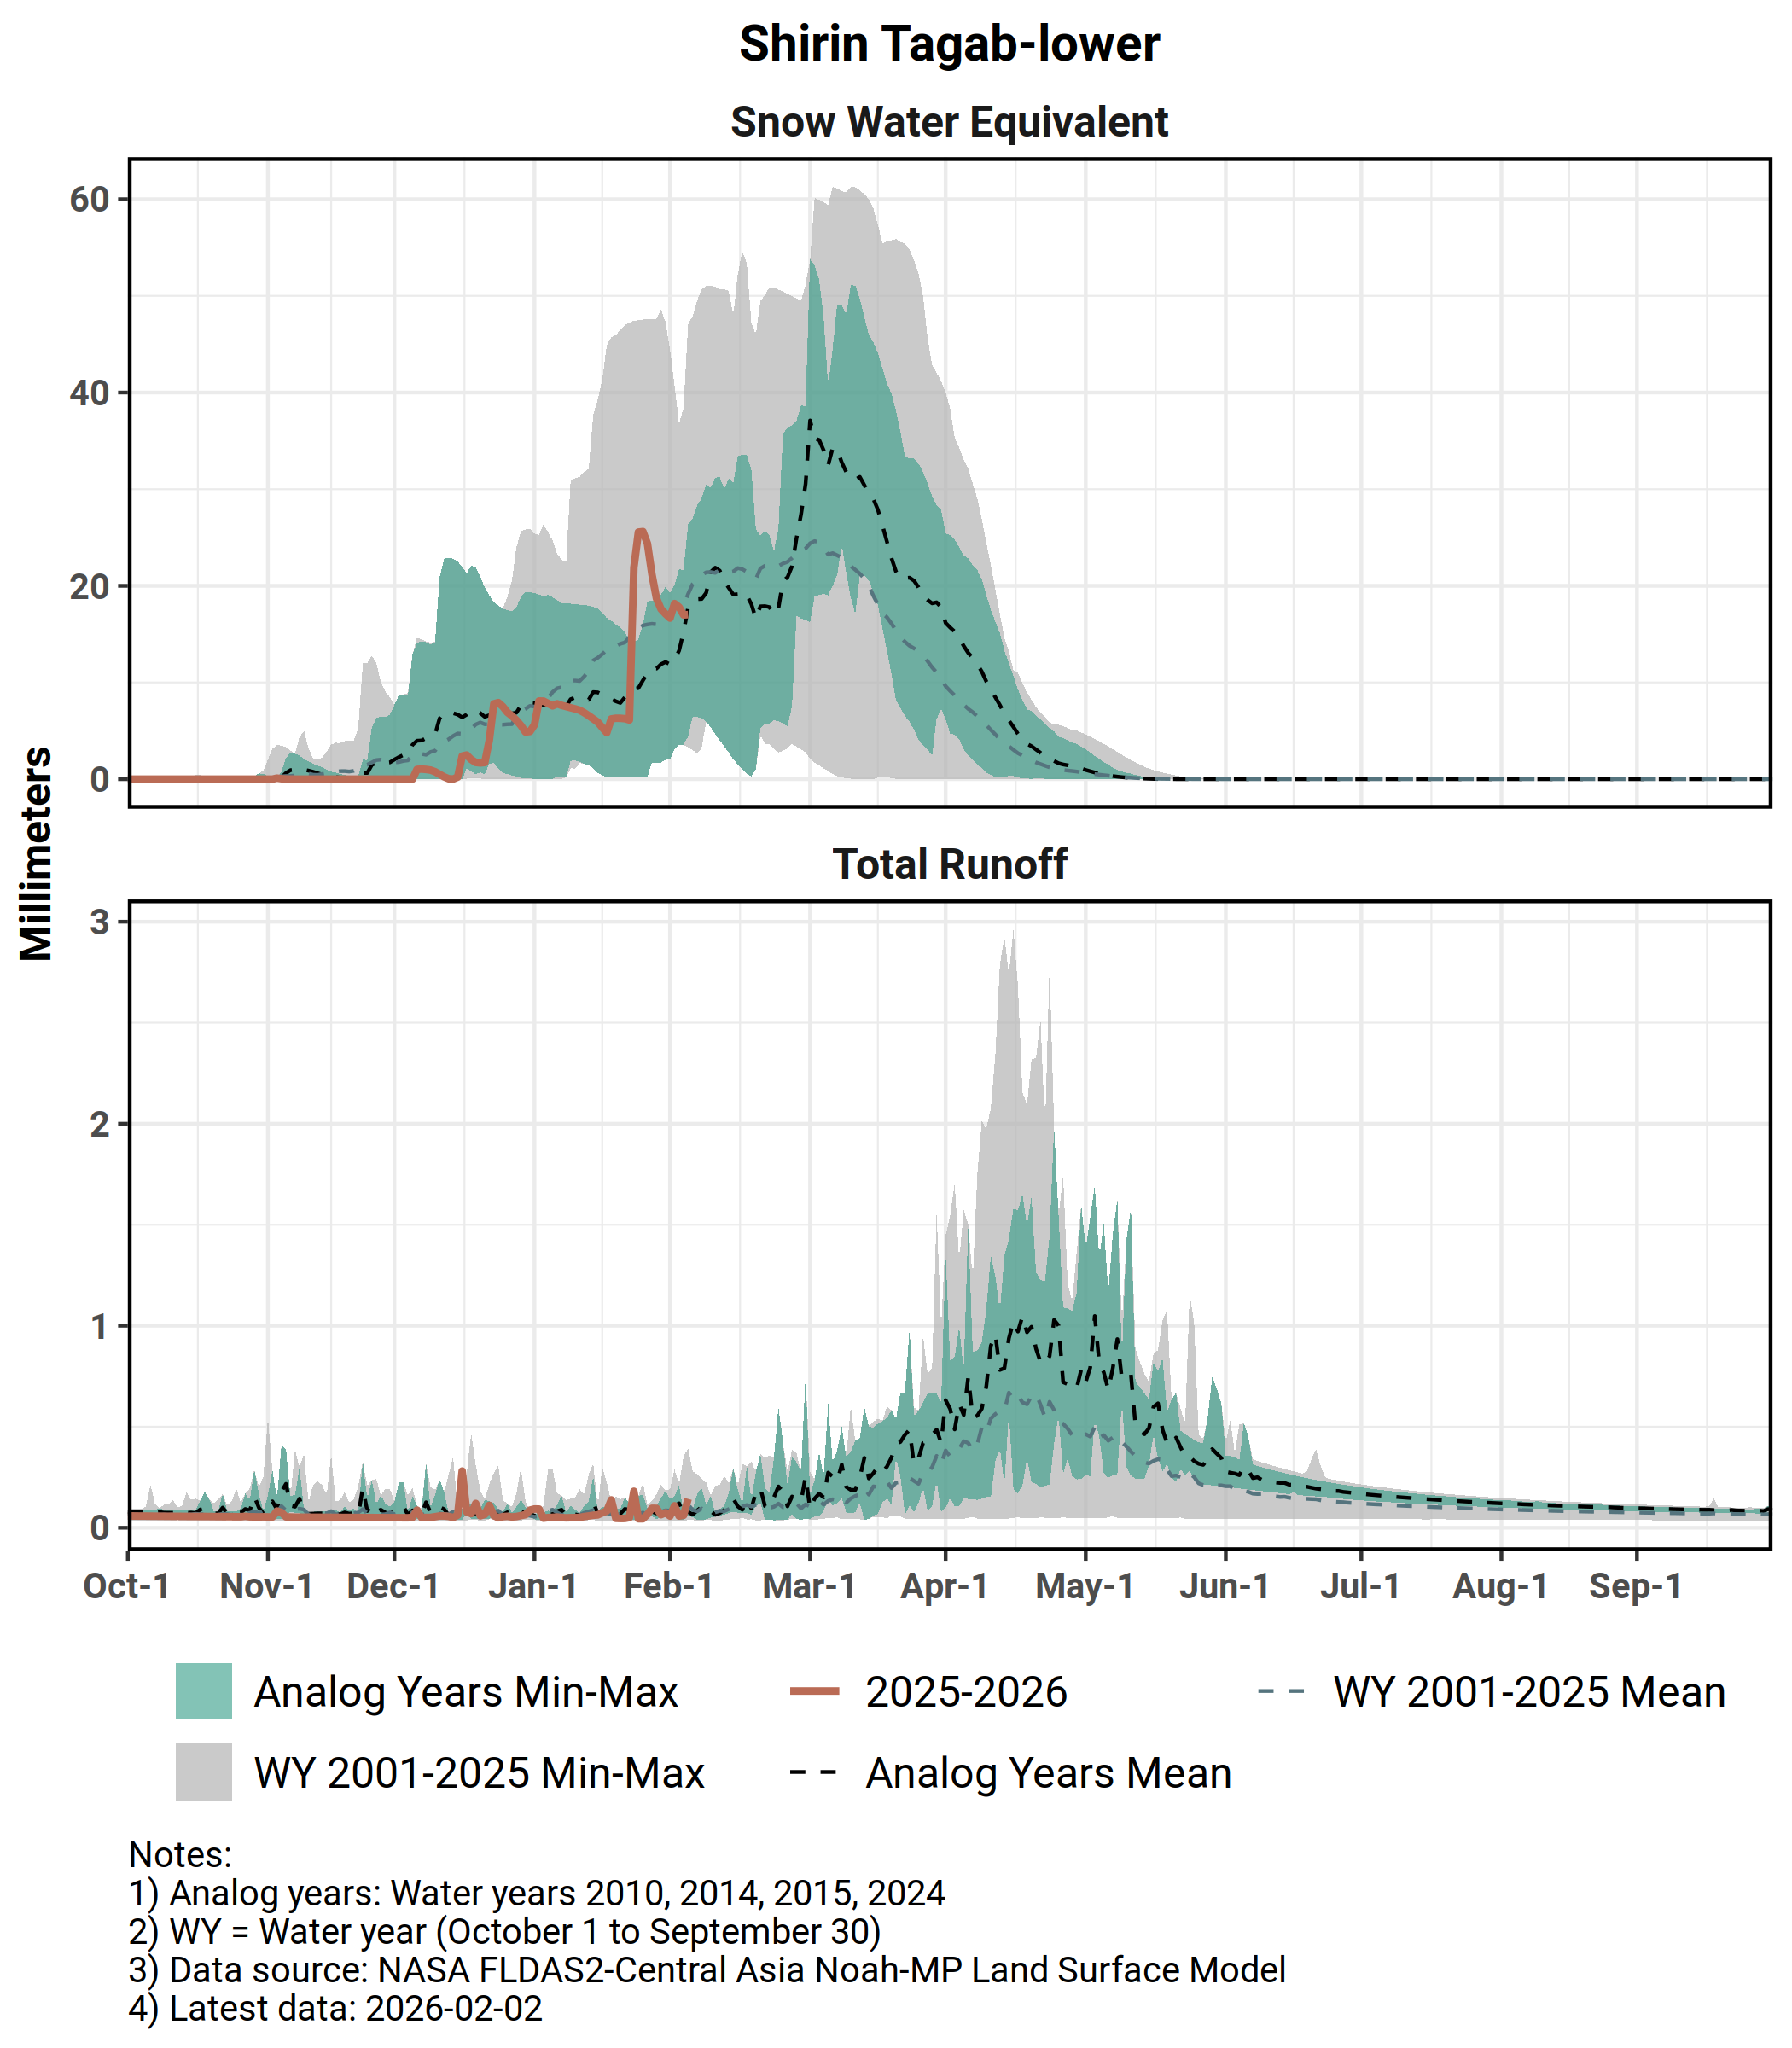 Shirin Tagab-lower
Snow Water Equivalent
60
40
20
0
Millimeters
Total Runoff
3
2
1
0
Oct-1 Nov-1 Dec-1 Jan-1 Feb-1 Mar-1 Apr-1 May-1 Jun-1 Jul-1 Aug-1 Sep-1
Analog Years Min-Max 2025-2026 WY 2001-2025 Mean
WY 2001-2025 Min-Max Analog Years Mean
Notes:
1) Analog years: Water years 2010, 2014, 2015, 2024
2) WY = Water year (October 1 to September 30)
3) Data source: NASA FLDAS2-Central Asia Noah-MP Land Surface Model
4) Latest data: 2026-02-02